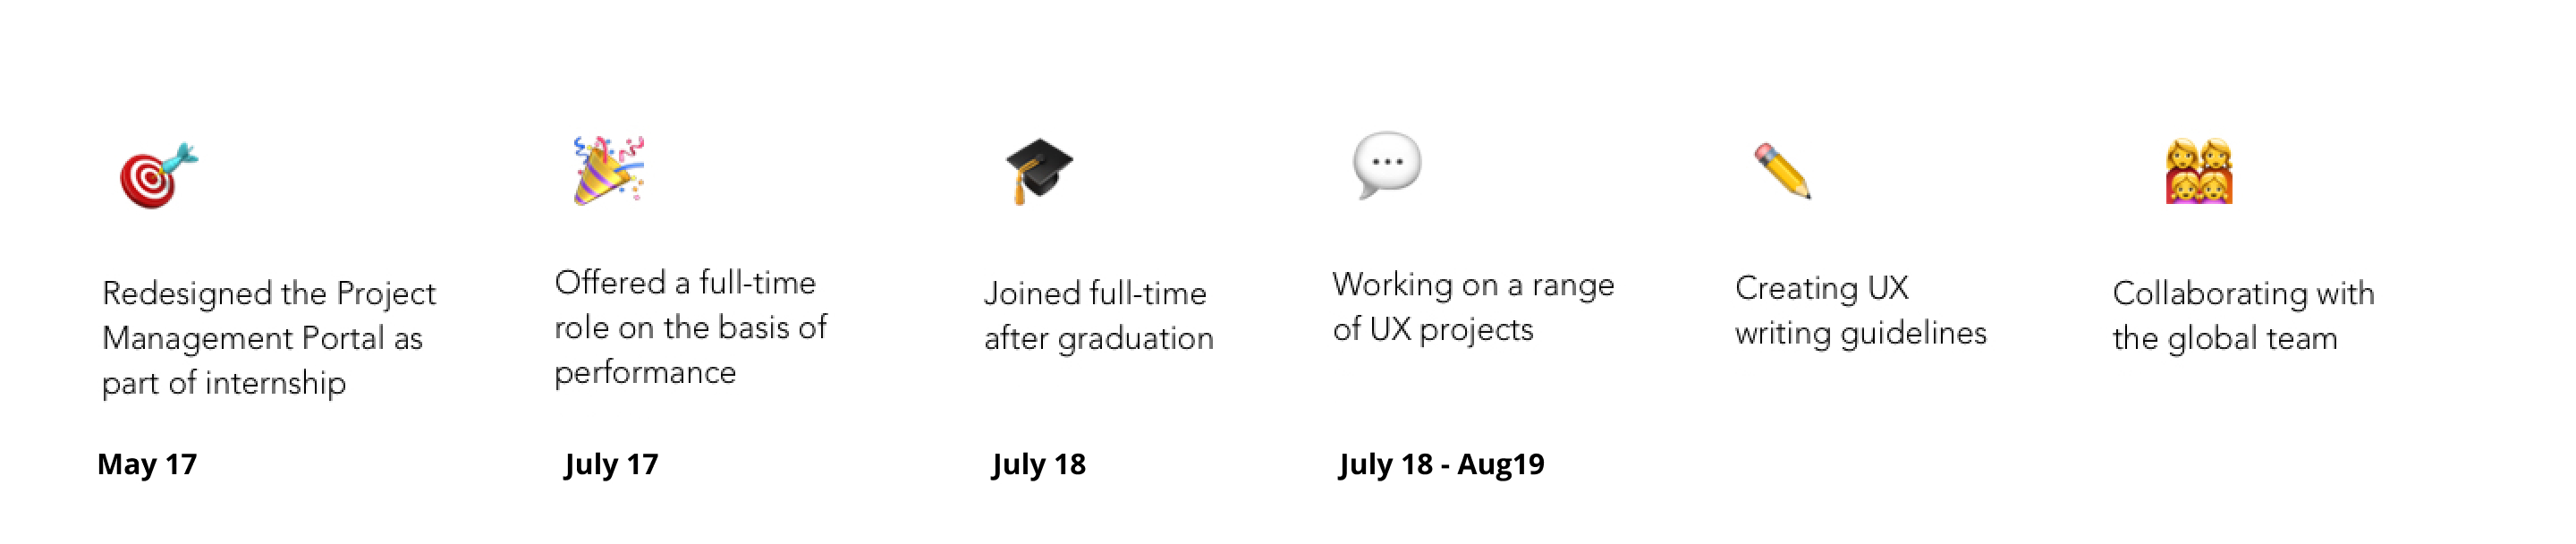 Redesigned the Project
Management Portal as
part of internship
May 17
Offered a full-time
role on the basis of
performance
July 17
Joined full-time
after graduation
July 18
Working on a range
of UX projects
July 18 - Aug19
Creating UX
writing guidelines
Collaborating with
the global team